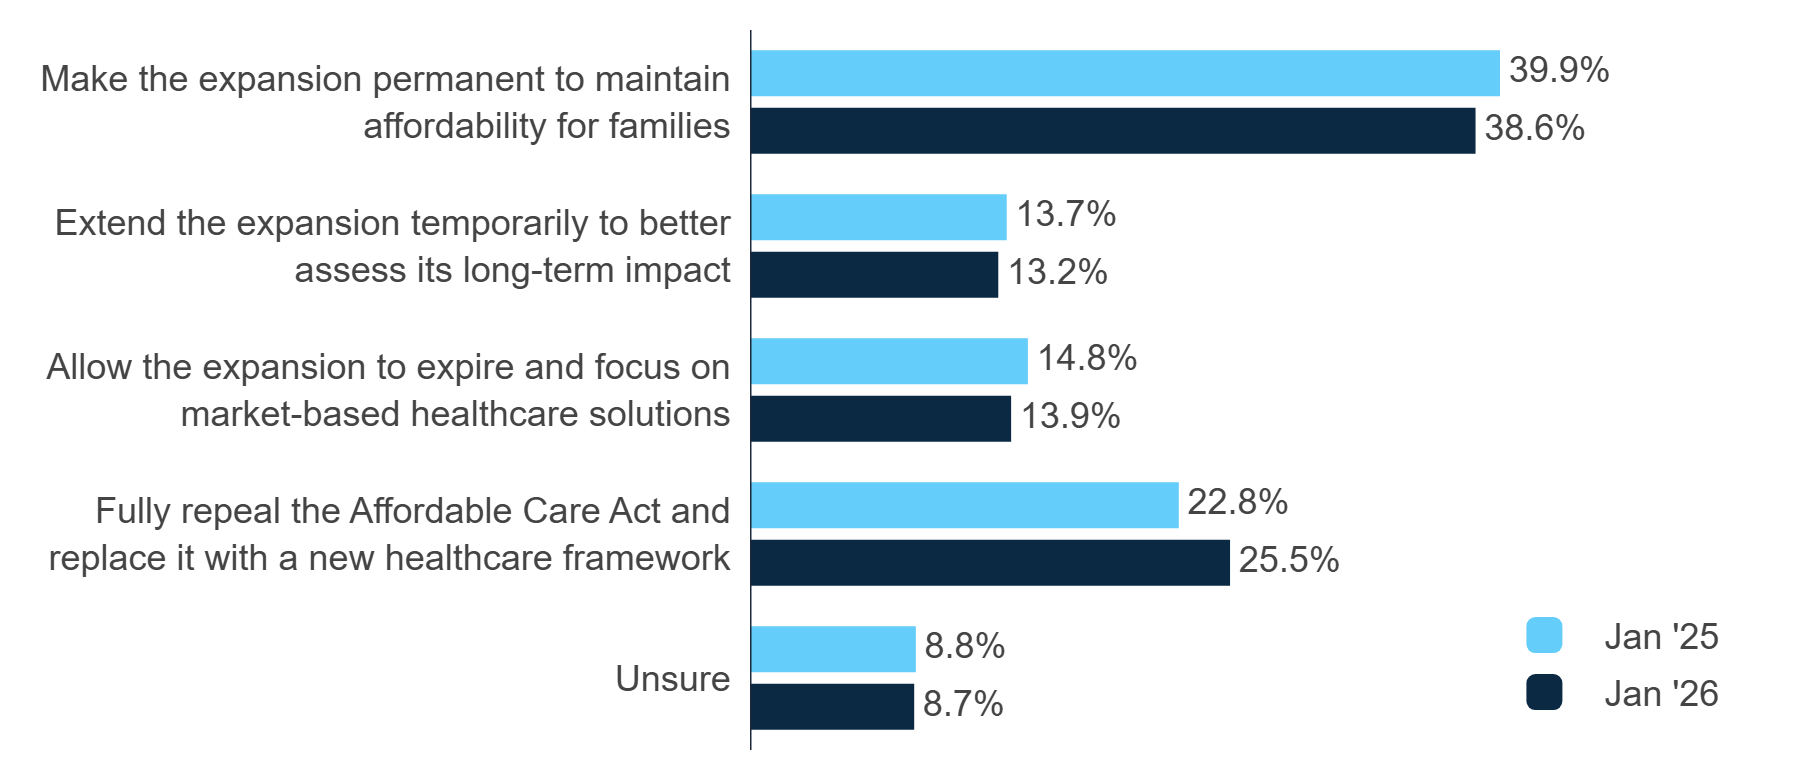 Make the expansion permanent to maintain
affordability for families
39.9%
38.6%
Extend the expansion temporarily to better
assess its long-term impact
13.7%
13.2%
Allow the expansion to expire and focus on
market-based healthcare solutions
14.8%
13.9%
Fully repeal the Affordable Care Act and
replace it with a new healthcare framework
22.8%
25.5%
Unsure
8.8%
8.7%
Jan '25
Jan '26